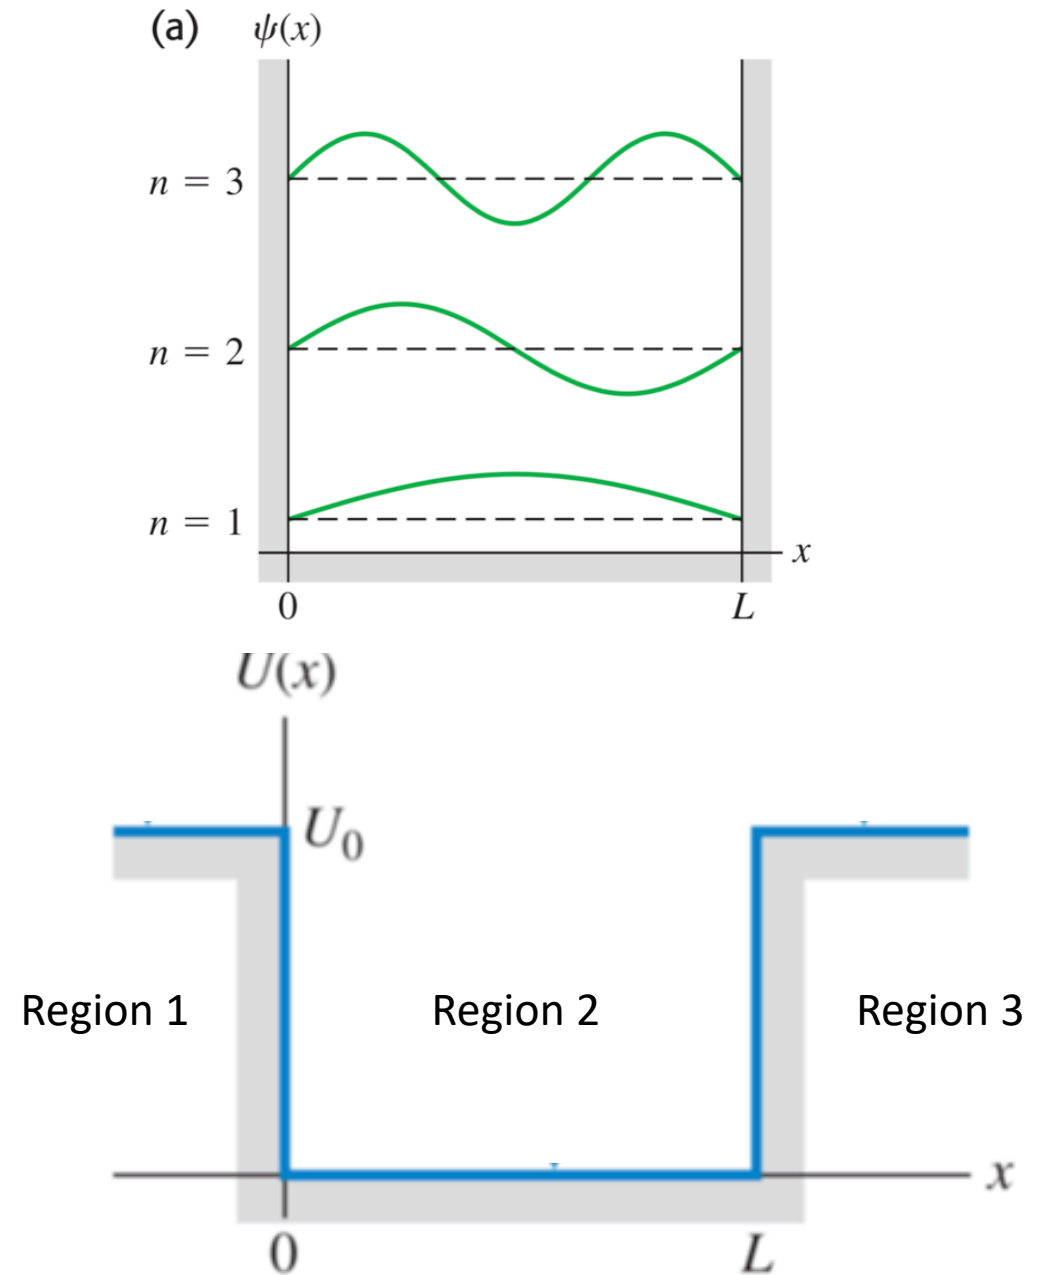 (a) ψ(x)
n = 3
n = 2
n = 1
x
0 L
U(x)
U₀
Region 1 Region 2 Region 3
x
0 L